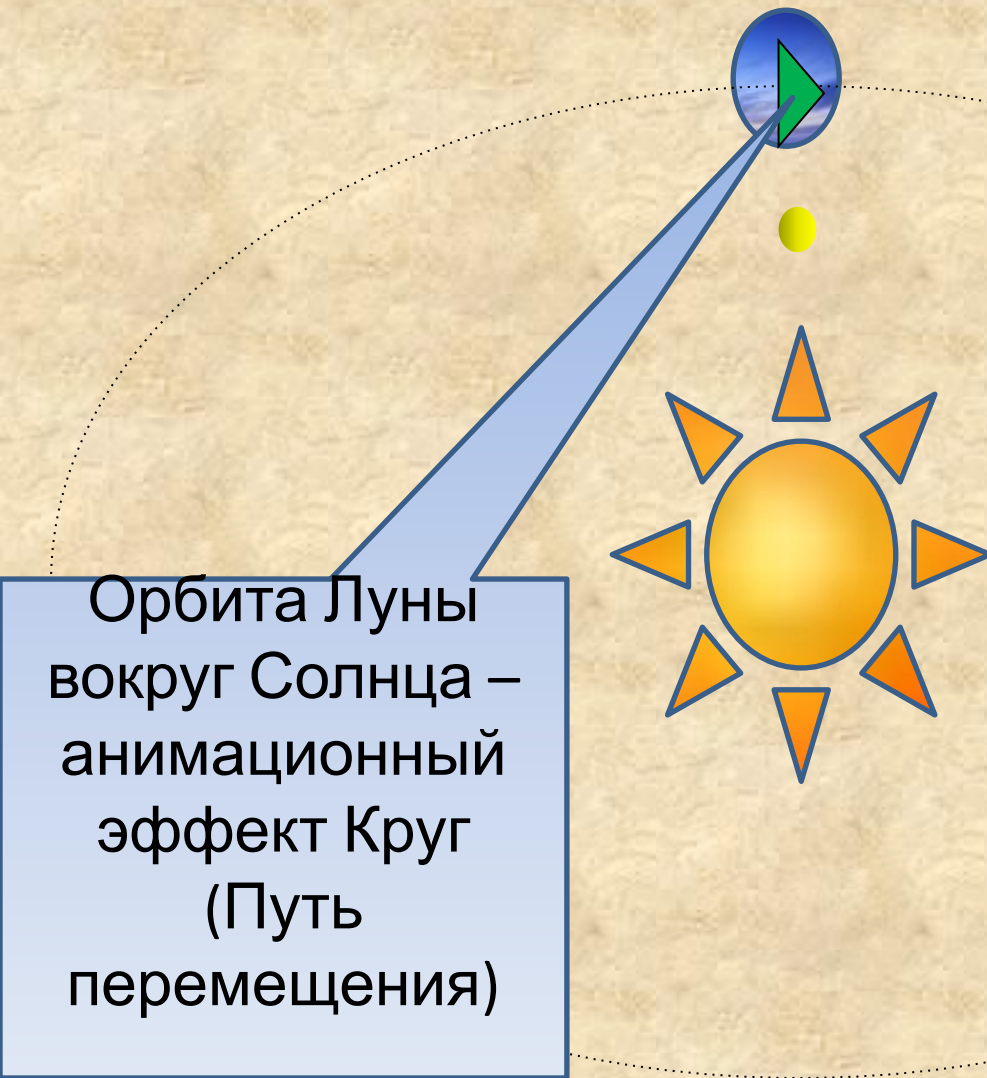 Орбита Луны
вокруг Солнца –
анимационный
эффект Круг
(Путь
перемещения)